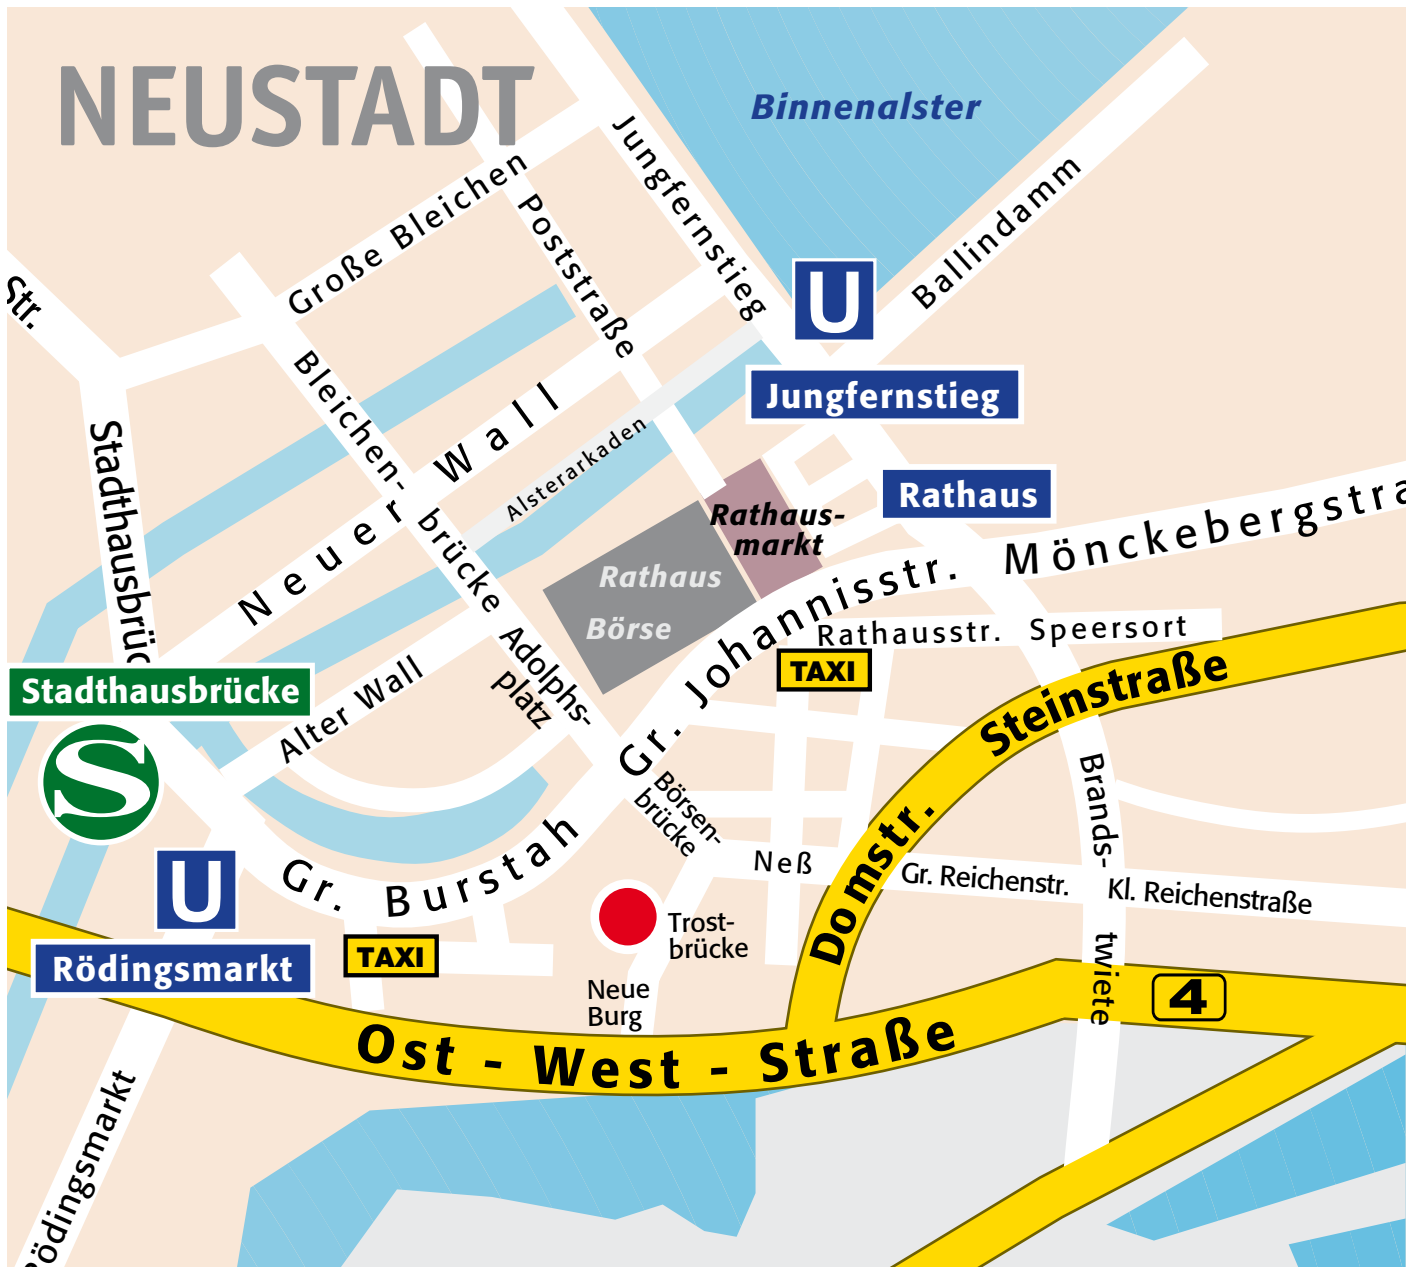 NEUSTADT
Binnenalster
Jungfernstieg
Große Bleichen
Poststraße
Ballindamm
U
Str.
Jungfernstieg
Bleichen-
brücke
Neuer Wall
Alsterarkaden
Stadthausbrüc
Rathaus
Rathaus-
markt
Rathaus
Börse
Gr. Johannisstr.
Mönckebergstra
Rathausstr.
Speersort
TAXI
Adolphs-
platz
Alter Wall
Stadthausbrücke
S
Steinstraße
Domstr.
Börsen-
brücke
Brands-
twiete
Neß
Gr. Reichenstr.
Kl. Reichenstraße
Gr. Burstah
U
Rödingsmarkt
TAXI
Trost-
brücke
Neue
Burg
4
Ost - West - Straße
Rödingsmarkt